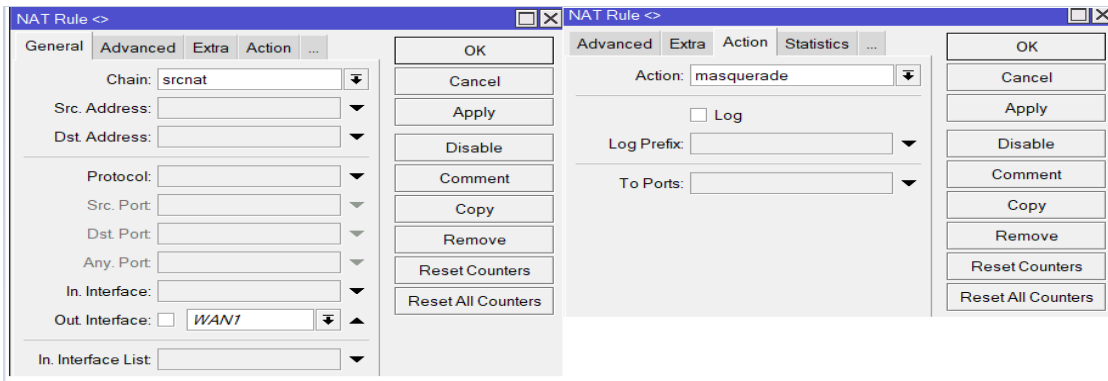 NAT Rule <>
General Advanced Extra Action ...
Chain: srcnat
Src. Address:
Dst. Address:
Protocol:
Src. Port:
Dst. Port:
Any. Port:
In. Interface:
Out. Interface: WAN1
In. Interface List:
OK
Cancel
Apply
Disable
Comment
Copy
Remove
Reset Counters
Reset All Counters
NAT Rule <>
Advanced Extra Action Statistics ...
Action: masquerade
Log
Log Prefix:
To Ports:
OK
Cancel
Apply
Disable
Comment
Copy
Remove
Reset Counters
Reset All Counters